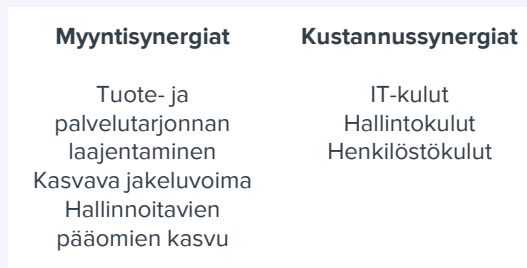 Myyntisynergiat
Tuote- ja
palvelutarjonnan
laajentaminen
Kasvava jakeluvoima
Hallinnoitavien
pääomien kasvu
Kustannussynergiat
IT-kulut
Hallintokulut
Henkilöstökulut